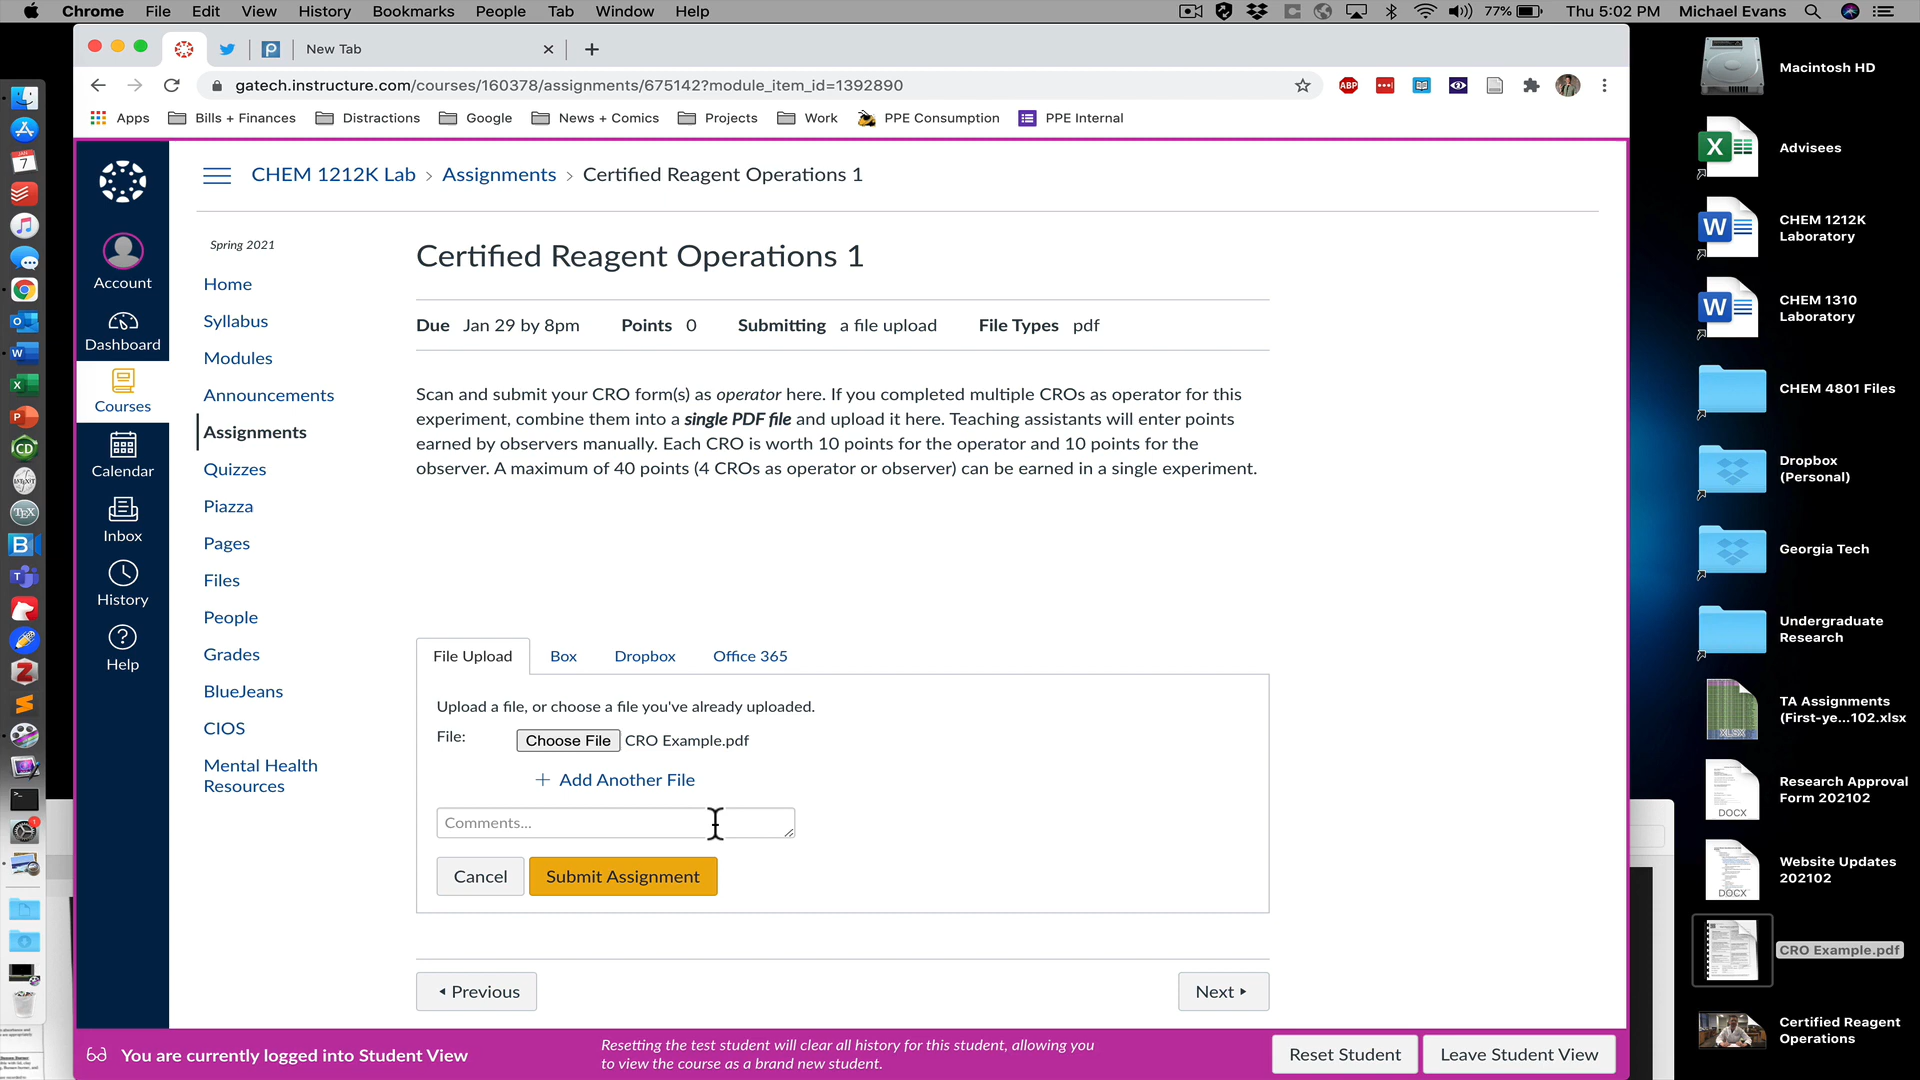 Chrome File Edit View History Bookmarks People Tab Window Help
77% Thu 5:02 PM Michael Evans
New Tab
gatech.instructure.com/courses/160378/assignments/675142?module_item_id=1392890
ABP
Apps Bills + Finances Distractions Google News + Comics Projects Work PPE Consumption PPE Internal
CHEM 1212K Lab › Assignments › Certified Reagent Operations 1
Account
Dashboard
Courses
Calendar
Inbox
History
Help
Spring 2021
Home
Syllabus
Modules
Announcements
Assignments
Quizzes
Piazza
Pages
Files
People
Grades
BlueJeans
CIOS
Mental Health
Resources
Certified Reagent Operations 1
Due Jan 29 by 8pm Points 0 Submitting a file upload File Types pdf
Scan and submit your CRO form(s) as operator here. If you completed multiple CROs as operator for this
experiment, combine them into a single PDF file and upload it here. Teaching assistants will enter points
earned by observers manually. Each CRO is worth 10 points for the operator and 10 points for the
observer. A maximum of 40 points (4 CROs as operator or observer) can be earned in a single experiment.
File Upload Box Dropbox Office 365
Upload a file, or choose a file you've already uploaded.
File: Choose File CRO Example.pdf
+ Add Another File
Comments...
Cancel Submit Assignment
Previous Next
You are currently logged into Student View
Resetting the test student will clear all history for this student, allowing you
to view the course as a brand new student.
Reset Student Leave Student View
Macintosh HD
Advisees
CHEM 1212K
Laboratory
CHEM 1310
Laboratory
CHEM 4801 Files
Dropbox
(Personal)
Georgia Tech
Undergraduate
Research
XLSX
TA Assignments
(First-ye...102.xlsx
DOCX
Research Approval
Form 202102
DOCX
Website Updates
202102
CRO Example.pdf
Certified Reagent
Operations